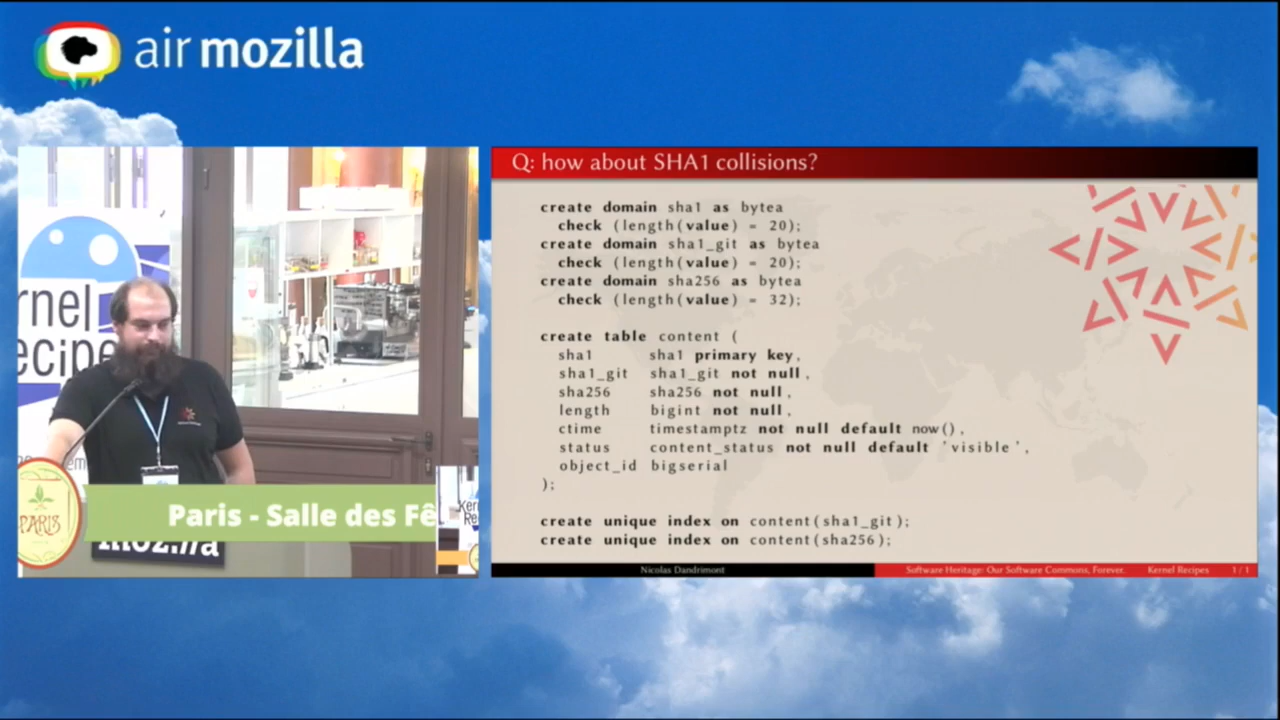 air mozilla
rnel
ecipe
PARIS
Paris - Salle des Fê
moz://a
Ker
Re
Q: how about SHA1 collisions?
create domain sha1 as bytea
check (length(value) = 20);
create domain sha1_git as bytea
check (length(value) = 20);
create domain sha256 as bytea
check (length(value) = 32);
create table content (
sha1 sha1 primary key,
sha1_git sha1_git not null,
sha256 sha256 not null,
length bigint not null,
ctime timestamptz not null default now(),
status content_status not null default 'visible',
object_id bigserial
);
create unique index on content(sha1_git);
create unique index on content(sha256);
Nicolas Dandrimont
Software Heritage: Our Software Commons, Forever.
Kernel Recipes
1 / 1